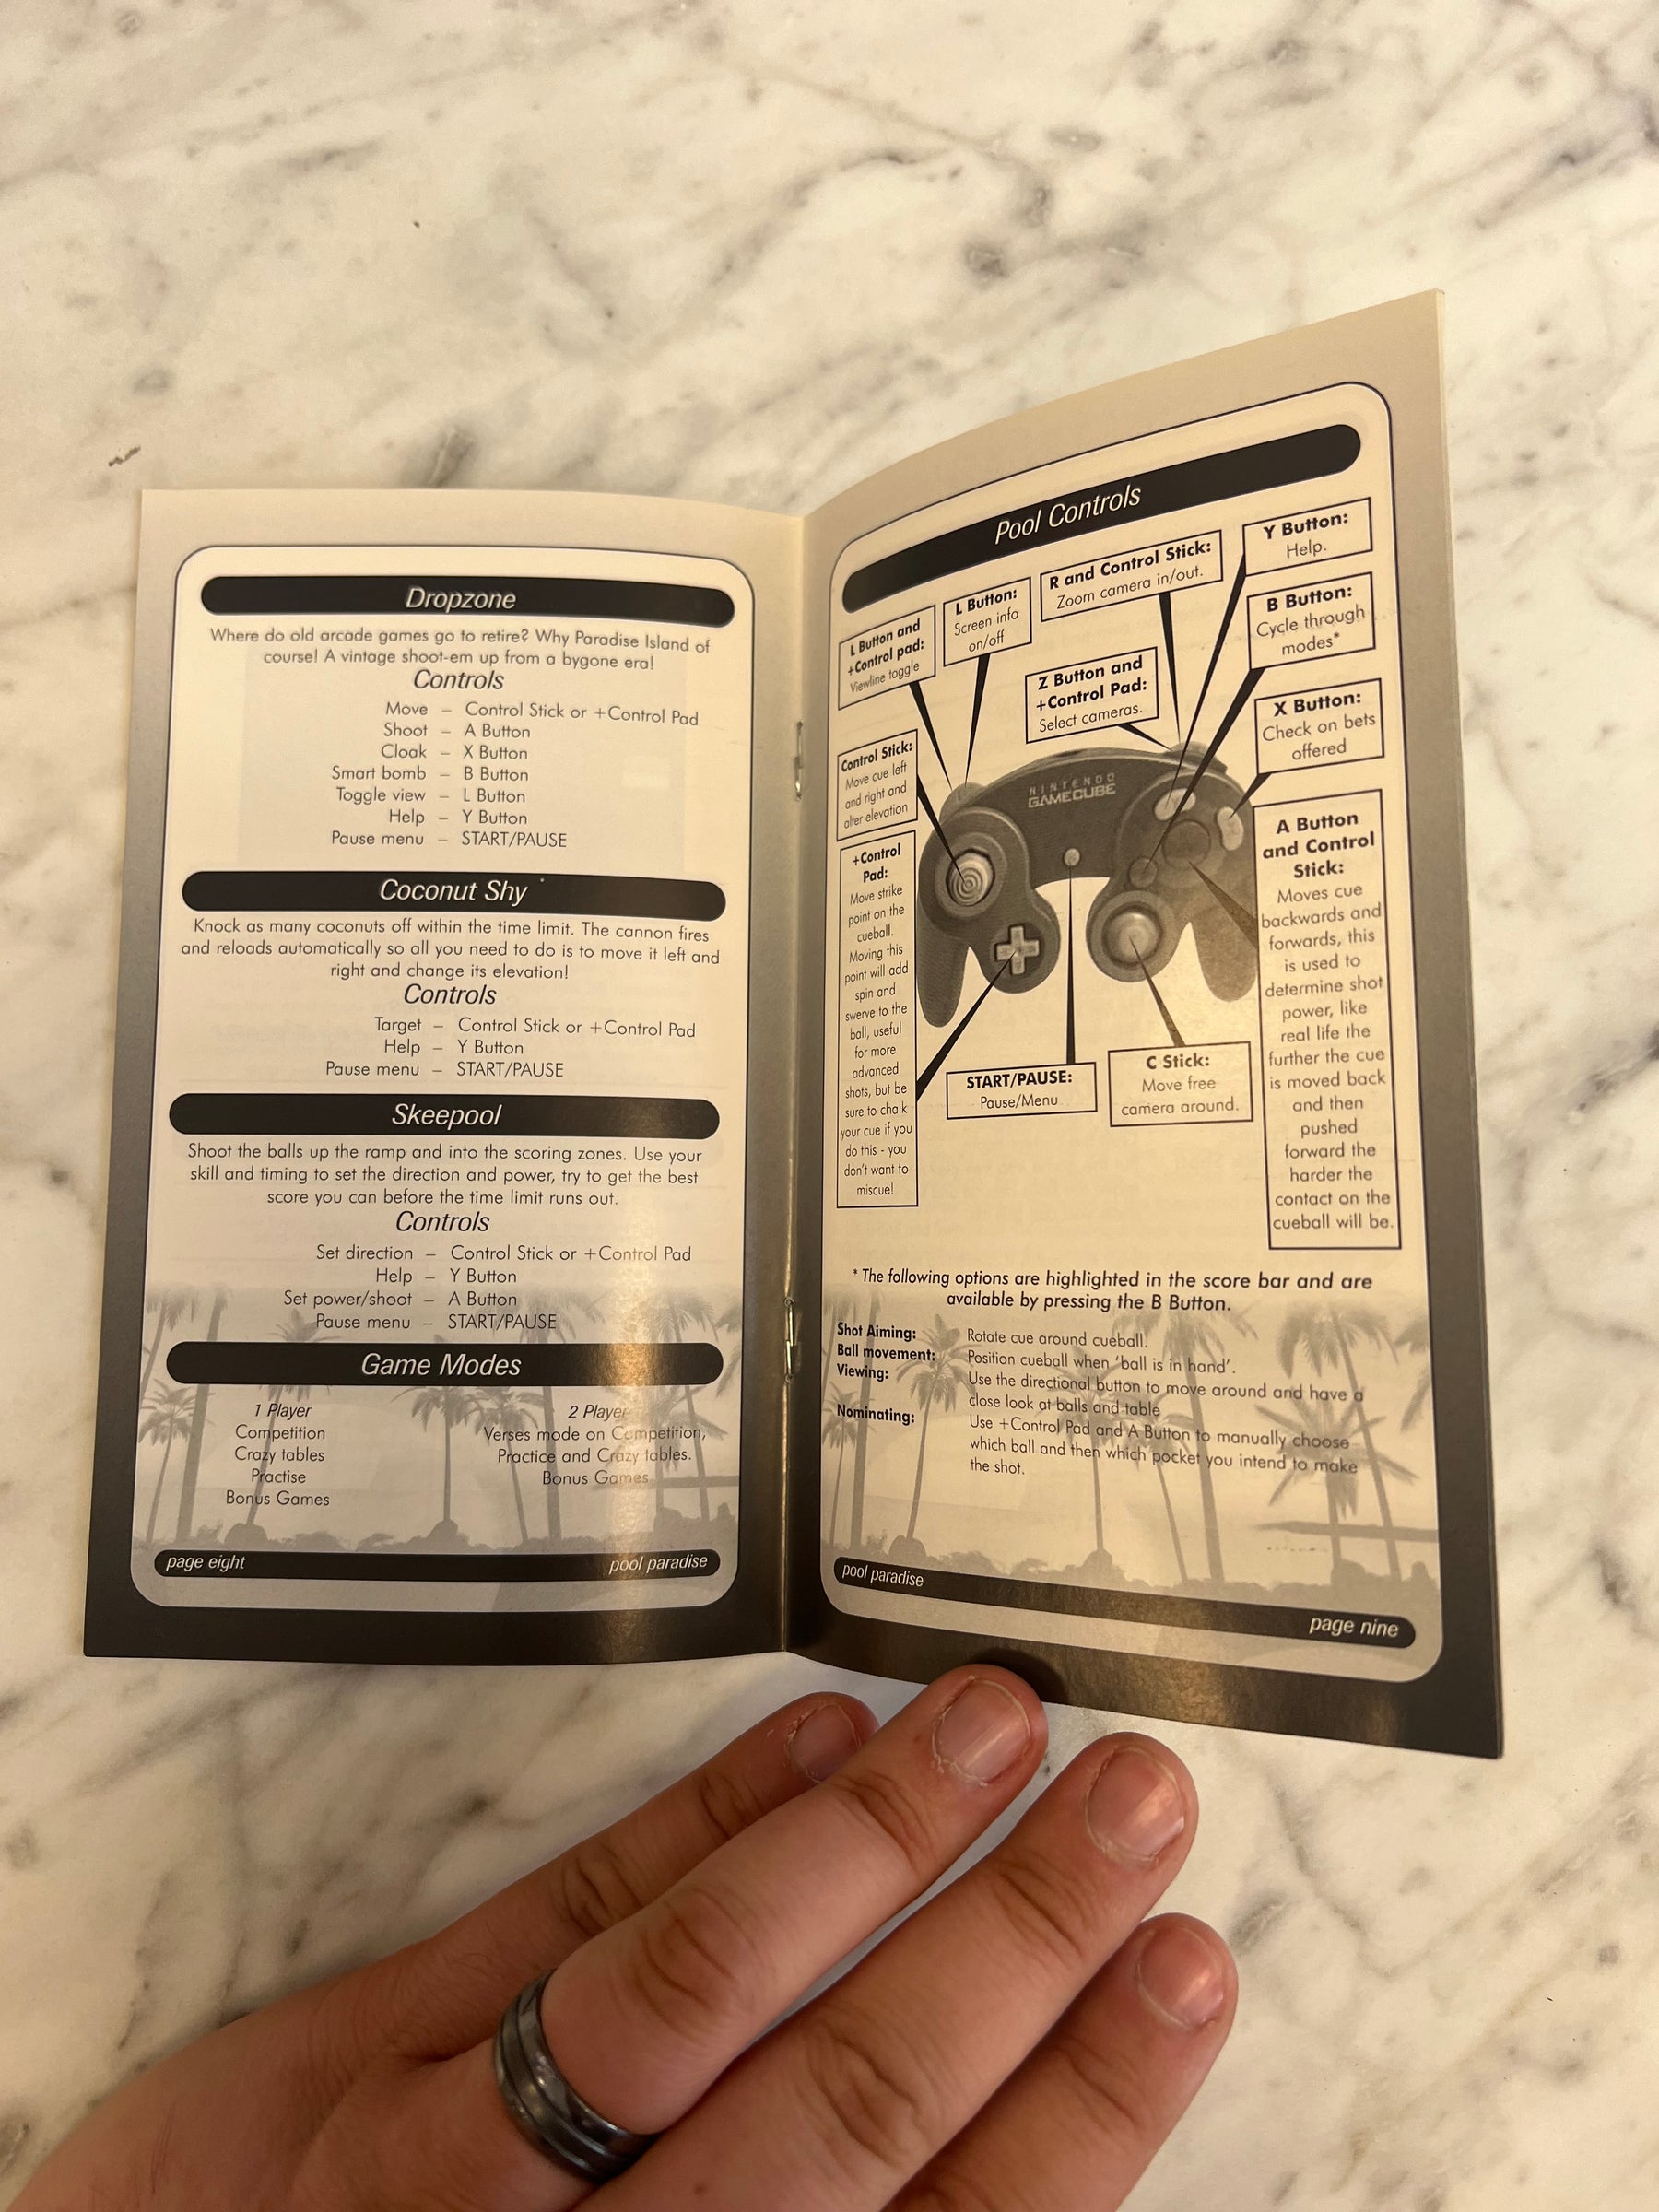 Dropzone
Where do old arcade games go to retire? Why Paradise Island of
course! A vintage shoot-em up from a bygone era!
Controls
Move – Control Stick or +Control Pad
Shoot – A Button
Cloak – X Button
Smart bomb – B Button
Toggle view – L Button
Help – Y Button
Pause menu – START/PAUSE
Coconut Shy
Knock as many coconuts off within the time limit. The cannon fires
and reloads automatically so all you need to do is to move it left and
right and change its elevation!
Controls
Target – Control Stick or +Control Pad
Help – Y Button
Pause menu – START/PAUSE
Skeepool
Shoot the balls up the ramp and into the scoring zones. Use your
skill and timing to set the direction and power, try to get the best
score you can before the time limit runs out.
Controls
Set direction – Control Stick or +Control Pad
Help – Y Button
Set power/shoot – A Button
Pause menu – START/PAUSE
Game Modes
1 Player
Competition
Crazy tables
Practise
Bonus Games
2 Player
Verses mode on Competition,
Practice and Crazy tables.
Bonus Games
page eight
pool paradise
Pool Controls
L Button and
+Control pad:
Viewline toggle
L Button:
Screen info
on/off
R and Control Stick:
Zoom camera in/out.
Y Button:
Help.
Z Button and
+Control Pad:
Select cameras.
B Button:
Cycle through
modes*
X Button:
Check on bets
offered
Control Stick:
Move cue left
and right and
alter elevation
NINTENDO
GAMECUBE
+Control
Pad:
Move strike
point on the
cueball.
Moving this
point will add
spin and
swerve to the
ball, useful
for more
advanced
shots, but be
sure to chalk
your cue if you
do this - you
don't want to
miscue!
START/PAUSE:
Pause/Menu
C Stick:
Move free
camera around.
A Button
and Control
Stick:
Moves cue
backwards and
forwards, this
is used to
determine shot
power, like
real life the
further the cue
is moved back
and then
pushed
forward the
harder the
contact on the
cueball will be.
* The following options are highlighted in the score bar and are
available by pressing the B Button.
Shot Aiming: Rotate cue around cueball.
Ball movement: Position cueball when 'ball is in hand'.
Viewing: Use the directional button to move around and have a
close look at balls and table
Nominating: Use +Control Pad and A Button to manually choose
which ball and then which pocket you intend to make
the shot.
pool paradise
page nine